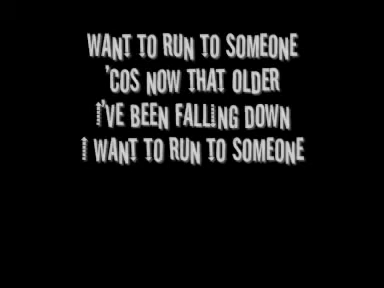 WANT TO RUN TO SOMEONE
'COS NOW THAT OLDER
I'VE BEEN FALLING DOWN
I WANT TO RUN TO SOMEONE